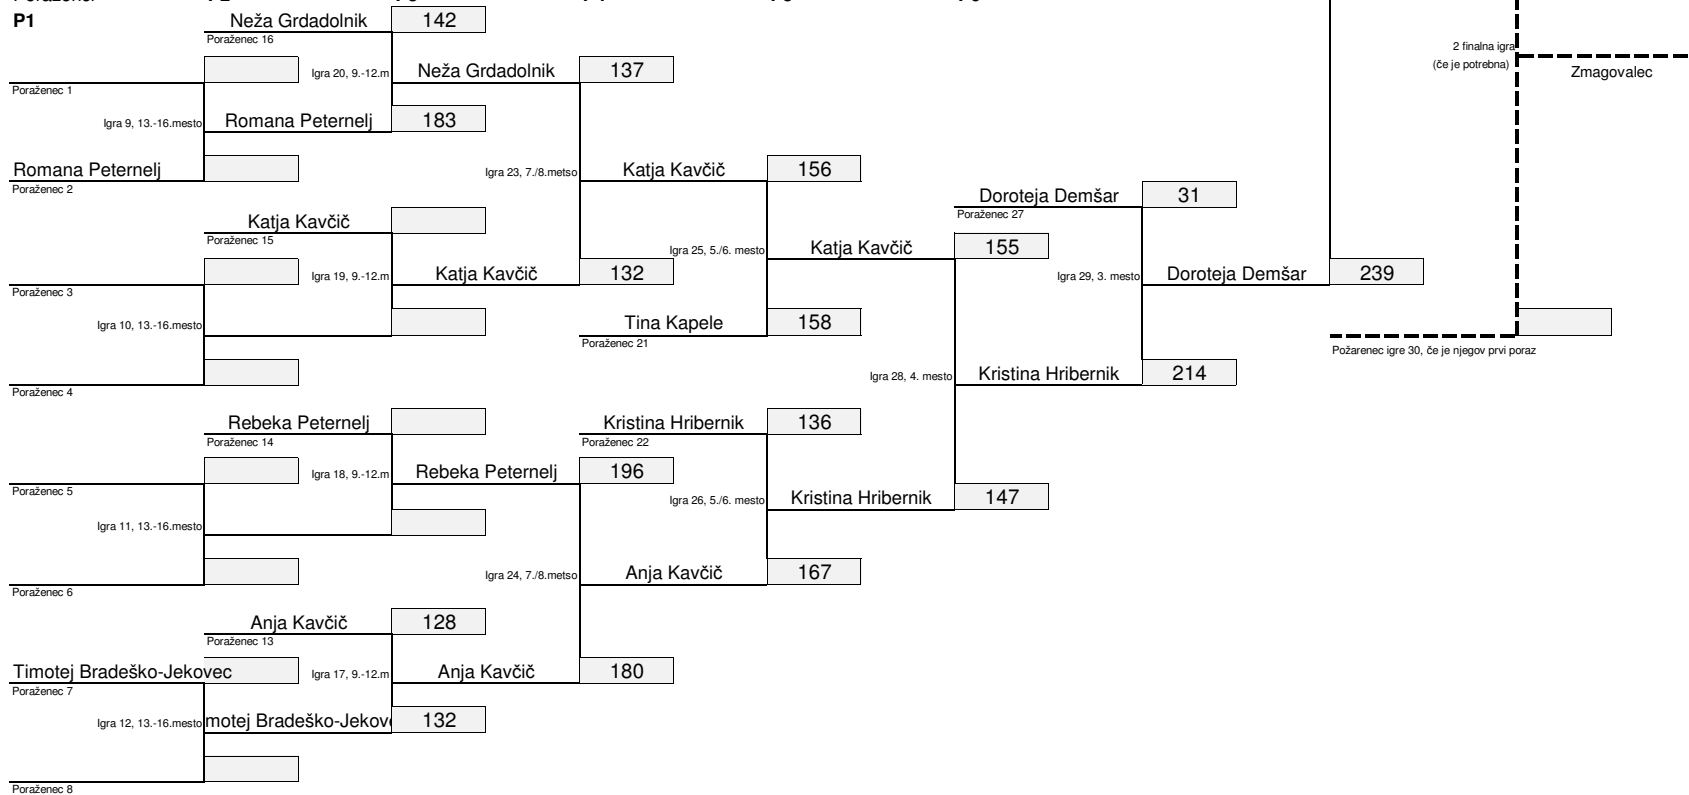 P1
Neža Grdadolnik 142
Poraženec 16
2 finalna igra
(če je potrebna)
Zmagovalec
Igra 20, 9.-12.m Neža Grdadolnik 137
Poraženec 1
Igra 9, 13.-16.mesto Romana Peternelj 183
Romana Peternelj
Poraženec 2
Igra 23, 7./8.metso Katja Kavčič 156
Doroteja Demšar 31
Poraženec 27
Katja Kavčič
Poraženec 15
Igra 25, 5./6. mesto Katja Kavčič 155
Igra 19, 9.-12.m Katja Kavčič 132
Igra 29, 3. mesto Doroteja Demšar 239
Poraženec 3
Igra 10, 13.-16.mesto
Tina Kapele 158
Poraženec 21
Požarenec igre 30, če je njegov prvi poraz
Igra 28, 4. mesto Kristina Hribernik 214
Poraženec 4
Rebeka Peternelj
Poraženec 14
Kristina Hribernik 136
Poraženec 22
Igra 18, 9.-12.m Rebeka Peternelj 196
Poraženec 5
Igra 26, 5./6. mesto Kristina Hribernik 147
Igra 11, 13.-16.mesto
Igra 24, 7./8.metso Anja Kavčič 167
Poraženec 6
Anja Kavčič 128
Poraženec 13
Timotej Bradeško-Jekovec Igra 17, 9.-12.m Anja Kavčič 180
Poraženec 7
Igra 12, 13.-16.mesto motej Bradeško-Jekov 132
Poraženec 8